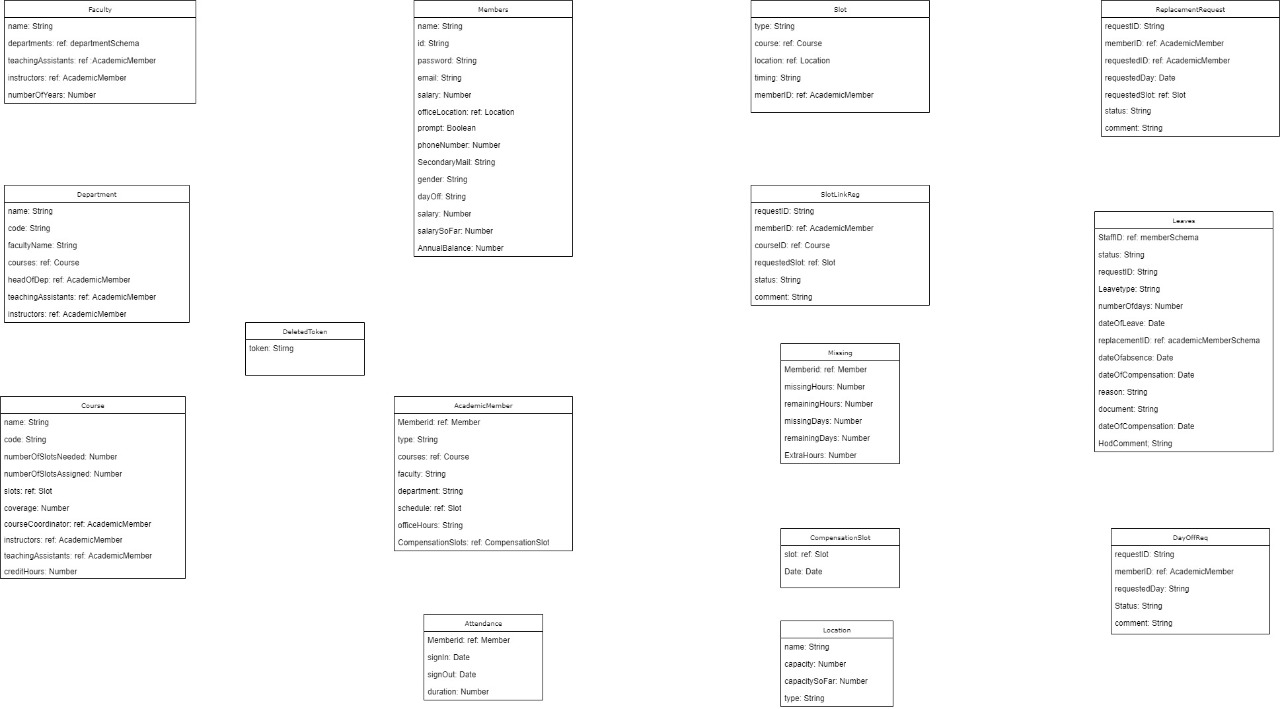 Faculty
name: String
departments: ref: departmentSchema
teachingAssistants: ref :AcademicMember
instructors: ref: AcademicMember
numberOfYears: Number
Department
name: String
code: String
facultyName: String
courses: ref: Course
headOfDep: ref: AcademicMember
teachingAssistants: ref: AcademicMember
instructors: ref: AcademicMember
DeletedToken
token: Stirng
Course
name: String
code: String
numberOfSlotsNeeded: Number
numberOfSlotsAssigned: Number
slots: ref: Slot
coverage: Number
courseCoordinator: ref: AcademicMember
instructors: ref: AcademicMember
teachingAssistants: ref: AcademicMember
creditHours: Number
Members
name: String
id: String
password: String
email: String
salary: Number
officeLocation: ref: Location
prompt: Boolean
phoneNumber: Number
SecondaryMail: String
gender: String
dayOff: String
salary: Number
salarySoFar: Number
AnnualBalance: Number
AcademicMember
Memberid: ref: Member
type: String
courses: ref: Course
faculty: String
department: String
schedule: ref: Slot
officeHours: String
CompensationSlots: ref: CompensationSlot
Attendance
Memberid: ref: Member
signIn: Date
signOut: Date
duration: Number
Slot
type: String
course: ref: Course
location: ref: Location
timing: String
memberID: ref: AcademicMember
SlotLinkReg
requestID: String
memberID: ref: AcademicMember
courseID: ref: Course
requestedSlot: ref: Slot
status: String
comment: String
Missing
Memberid: ref: Member
missingHours: Number
remainingHours: Number
missingDays: Number
remainingDays: Number
ExtraHours: Number
CompensationSlot
slot: ref: Slot
Date: Date
Location
name: String
capacity: Number
capacitySoFar: Number
type: String
ReplacementRequest
requestID: String
memberID: ref: AcademicMember
requestedID: ref: AcademicMember
requestedDay: Date
requestedSlot: ref: Slot
status: String
comment: String
Leaves
StaffID: ref: memberSchema
status: String
requestID: String
Leavetype: String
numberOfdays: Number
dateOfLeave: Date
replacementID: ref: academicMemberSchema
dateOfabsence: Date
dateOfCompensation: Date
reason: String
document: String
dateOfCompensation: Date
HodComment; String
DayOffReq
requestID: String
memberID: ref: AcademicMember
requestedDay: String
Status: String
comment: String